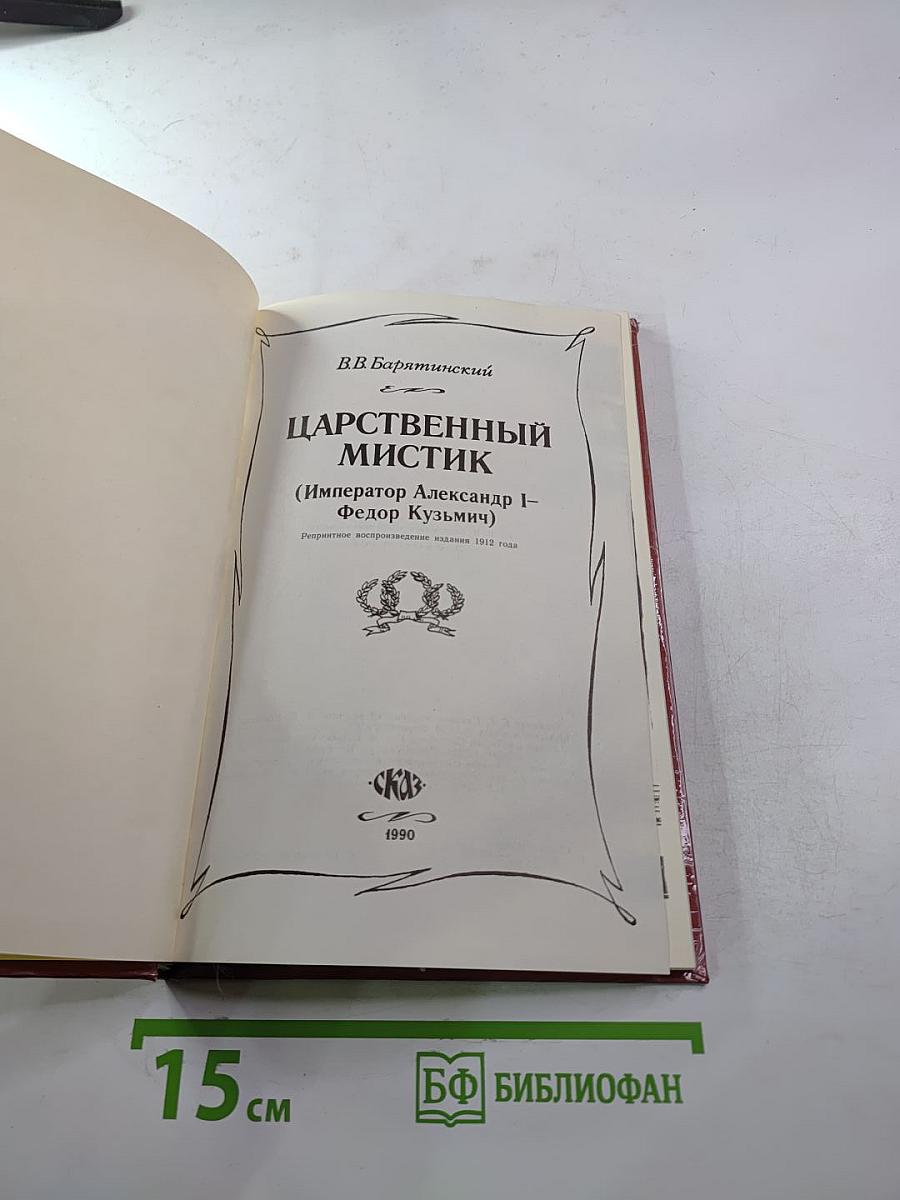 В.В. Барятинский
ЦАРСТВЕННЫЙ
МИСТИК
(Император Александр I—
Федор Кузьмич)
Репринтное воспроизведение издания 1912 года
·СКАЗ·
1990
15 см
БФ БИБЛИОФАН